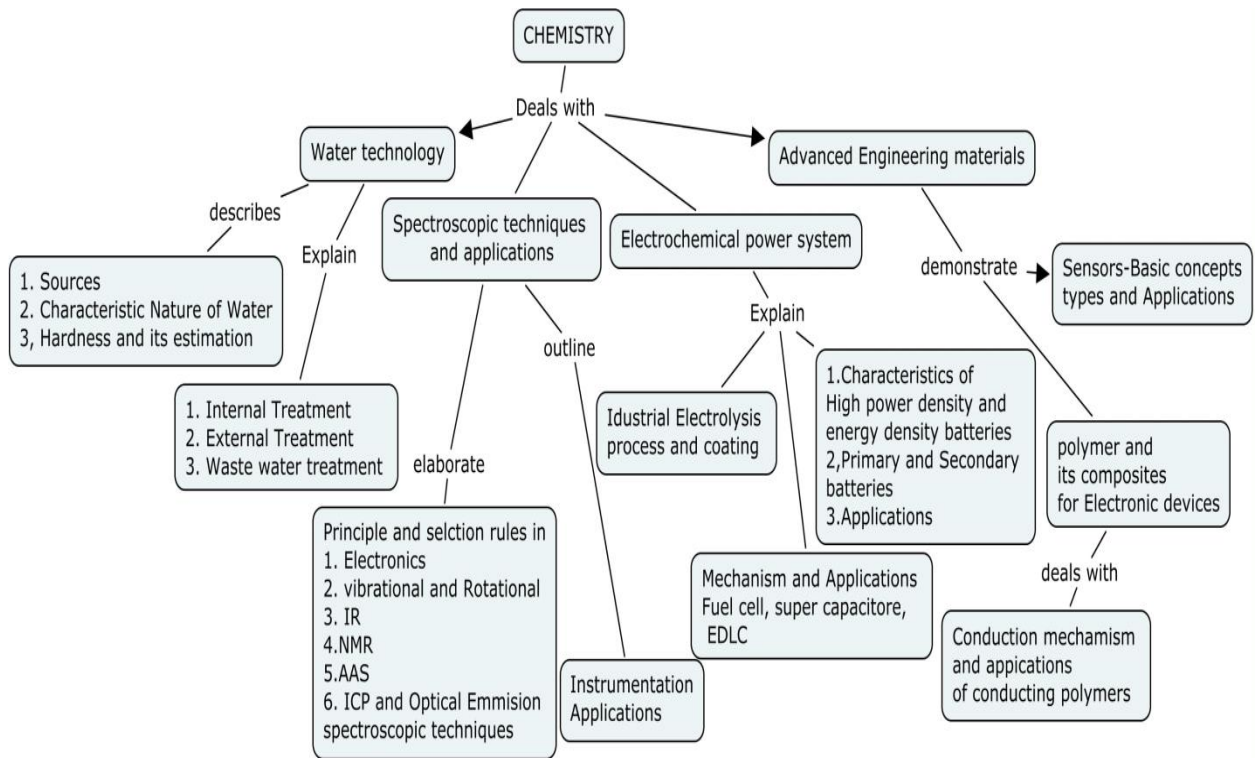 CHEMISTRY
Deals with
Water technology
Advanced Engineering materials
describes
Explain
Spectroscopic techniques
and applications
Electrochemical power system
demonstrate
Sensors-Basic concepts
types and Applications
1. Sources
2. Characteristic Nature of Water
3, Hardness and its estimation
outline
Explain
1. Internal Treatment
2. External Treatment
3. Waste water treatment
elaborate
Idustrial Electrolysis
process and coating
1.Characteristics of
High power density and
energy density batteries
2,Primary and Secondary
batteries
3.Applications
polymer and
its composites
for Electronic devices
Principle and selction rules in
1. Electronics
2. vibrational and Rotational
3. IR
4.NMR
5.AAS
6. ICP and Optical Emmision
spectroscopic techniques
Instrumentation
Applications
Mechanism and Applications
Fuel cell, super capacitore,
EDLC
deals with
Conduction mechamism
and appications
of conducting polymers